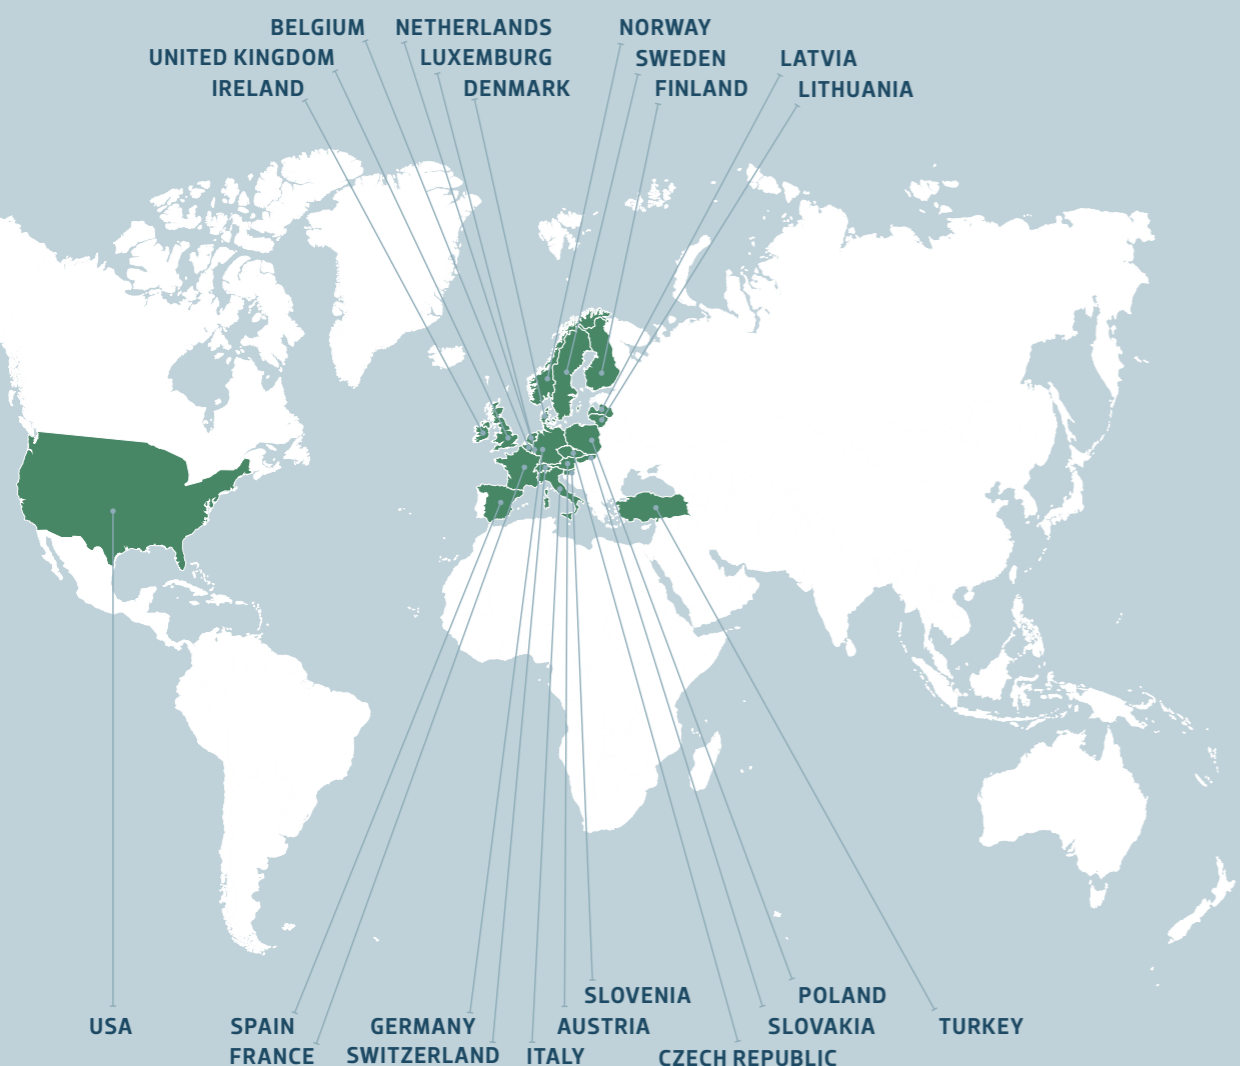 BELGIUM
NETHERLANDS
NORWAY
UNITED KINGDOM
LUXEMBURG
SWEDEN
LATVIA
IRELAND
DENMARK
FINLAND
LITHUANIA
SLOVENIA
POLAND
USA
SPAIN
GERMANY
AUSTRIA
SLOVAKIA
TURKEY
FRANCE
SWITZERLAND
ITALY
CZECH REPUBLIC